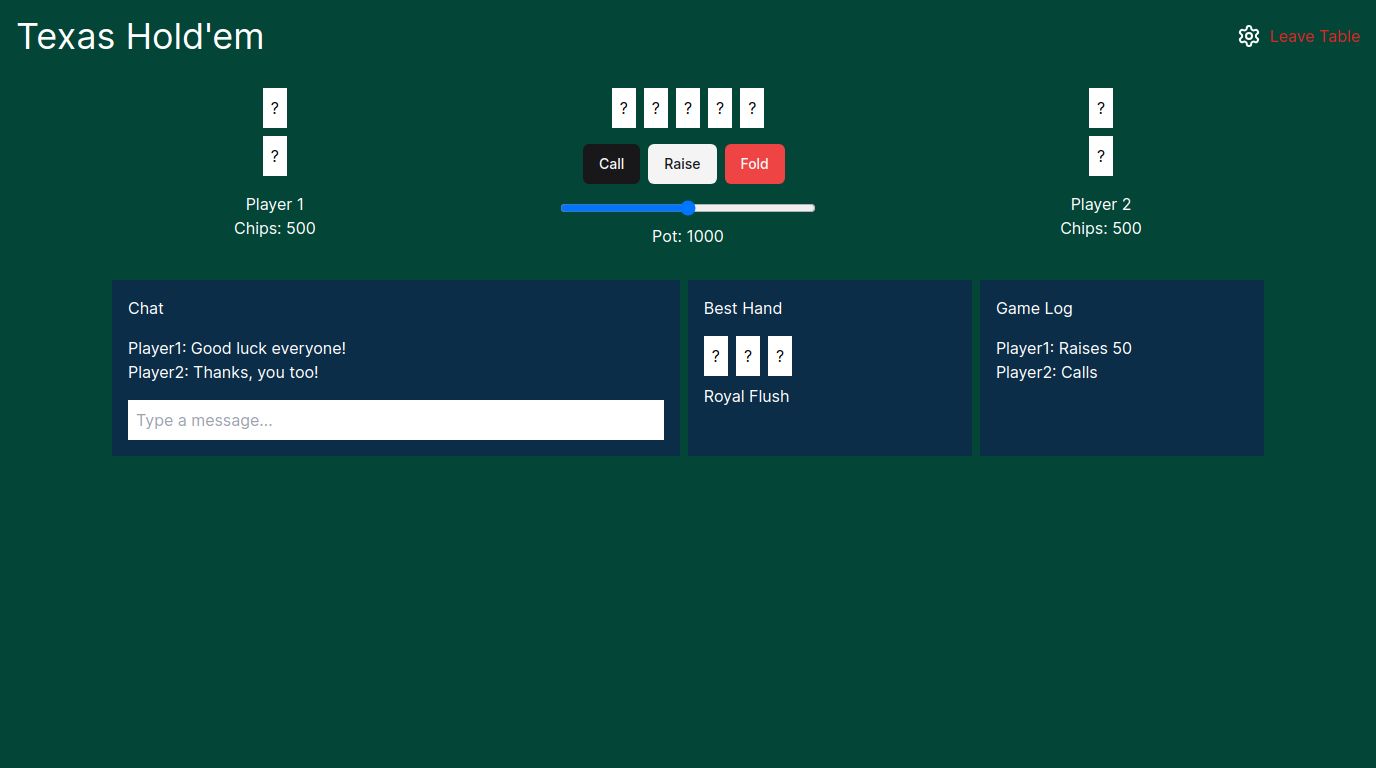 Texas Hold'em
Leave Table
?
?
Player 1
Chips: 500
? ? ? ? ?
Call Raise Fold
Pot: 1000
?
?
Player 2
Chips: 500
Chat
Player1: Good luck everyone!
Player2: Thanks, you too!
Type a message...
Best Hand
? ? ?
Royal Flush
Game Log
Player1: Raises 50
Player2: Calls